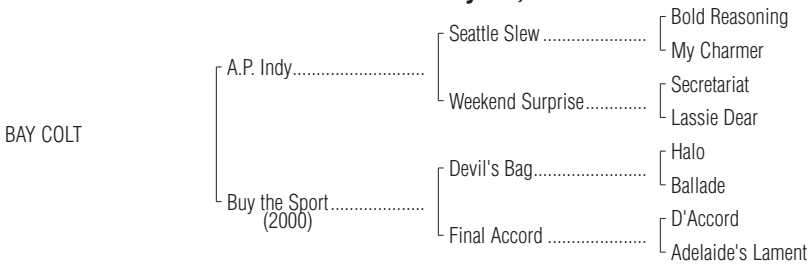 Bold Reasoning
Seattle Slew ......................
My Charmer
A.P. Indy............................
Secretariat
Weekend Surprise.............
Lassie Dear
BAY COLT
Halo
Devil's Bag........................
Ballade
Buy the Sport....................
(2000)
D'Accord
Final Accord .....................
Adelaide's Lament